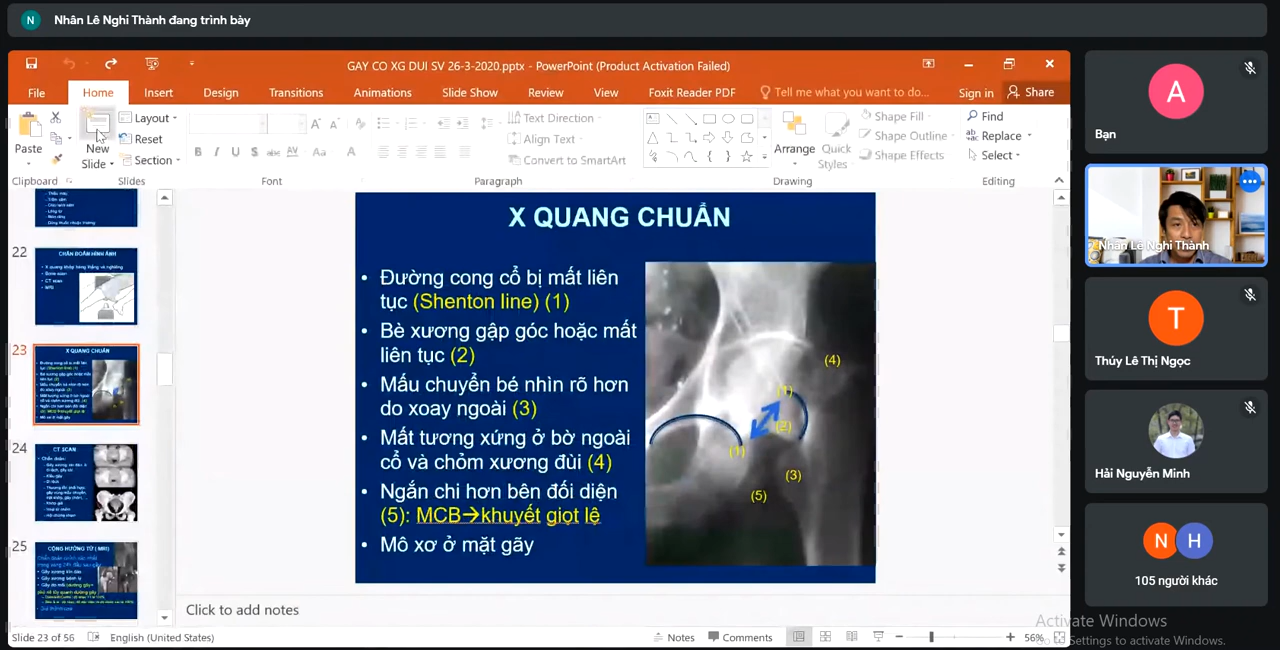 N Nhân Lê Nghi Thành đang trình bày
GAY CO XG DUI SV 26-3-2020.pptx - PowerPoint (Product Activation Failed)
File Home Insert Design Transitions Animations Slide Show Review View Foxit Reader PDF Tell me what you want to do... Sign in Share
Paste
New Slide
Layout
Reset
Section
B I U S abc AV Aa A
Text Direction
Align Text
Convert to SmartArt
Arrange
Quick Styles
Shape Fill
Shape Outline
Shape Effects
Find
Replace
Select
Clipboard Slides Font Paragraph Drawing Editing
22
CHẨN ĐOÁN HÌNH ẢNH
23
X QUANG CHUẨN
24
CT SCAN
25
CỘNG HƯỞNG TỪ (MRI)
X QUANG CHUẨN
• Đường cong cổ bị mất liên
tục (Shenton line) (1)
• Bè xương gập góc hoặc mất
liên tục (2)
• Mấu chuyển bé nhìn rõ hơn
do xoay ngoài (3)
• Mất tương xứng ở bờ ngoài
cổ và chỏm xương đùi (4)
• Ngắn chi hơn bên đối diện
(5): MCB→khuyết giọt lệ
• Mô xơ ở mặt gãy
(4)
(1)
(2)
(1)
(3)
(5)
Click to add notes
Slide 23 of 56 English (United States) Notes Comments 56%
A
Bạn
Nhân Lê Nghi Thành
T
Thúy Lê Thị Ngọc
Hải Nguyễn Minh
N H
105 người khác
Activate Windows
Go to Settings to activate Windows.